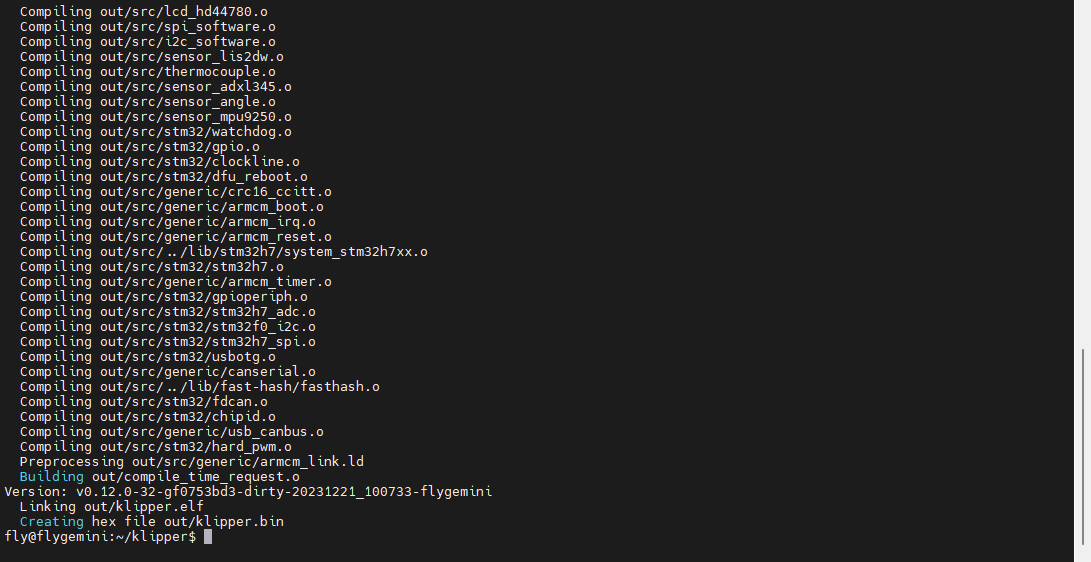 Compiling out/src/lcd_hd44780.o
Compiling out/src/spi_software.o
Compiling out/src/i2c_software.o
Compiling out/src/sensor_lis2dw.o
Compiling out/src/thermocouple.o
Compiling out/src/sensor_adxl345.o
Compiling out/src/sensor_angle.o
Compiling out/src/sensor_mpu9250.o
Compiling out/src/stm32/watchdog.o
Compiling out/src/stm32/gpio.o
Compiling out/src/stm32/clockline.o
Compiling out/src/stm32/dfu_reboot.o
Compiling out/src/generic/crc16_ccitt.o
Compiling out/src/generic/armcm_boot.o
Compiling out/src/generic/armcm_irq.o
Compiling out/src/generic/armcm_reset.o
Compiling out/src/../lib/stm32h7/system_stm32h7xx.o
Compiling out/src/stm32/stm32h7.o
Compiling out/src/generic/armcm_timer.o
Compiling out/src/stm32/gpioperiph.o
Compiling out/src/stm32/stm32h7_adc.o
Compiling out/src/stm32/stm32f0_i2c.o
Compiling out/src/stm32/stm32h7_spi.o
Compiling out/src/stm32/usbotg.o
Compiling out/src/generic/canserial.o
Compiling out/src/../lib/fast-hash/fasthash.o
Compiling out/src/stm32/fdcan.o
Compiling out/src/stm32/chipid.o
Compiling out/src/generic/usb_canbus.o
Compiling out/src/stm32/hard_pwm.o
Preprocessing out/src/generic/armcm_link.ld
Building out/compile_time_request.o
Version: v0.12.0-32-gf0753bd3-dirty-20231221_100733-flygemini
Linking out/klipper.elf
Creating hex file out/klipper.bin
fly@flygemini:~/klipper$